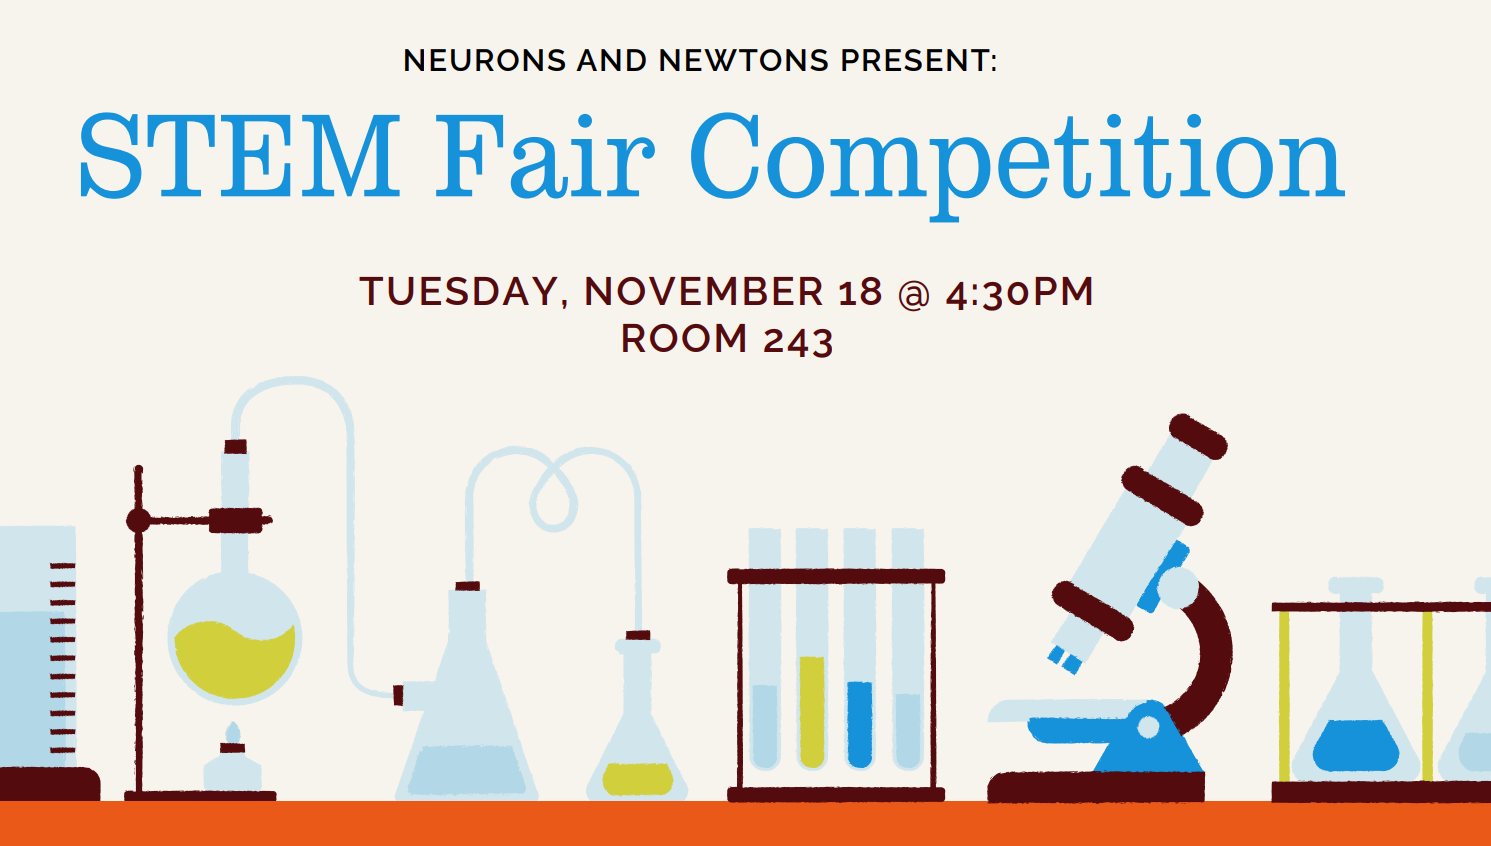 NEURONS AND NEWTONS PRESENT:
STEM Fair Competition
TUESDAY, NOVEMBER 18 @ 4:30PM
ROOM 243